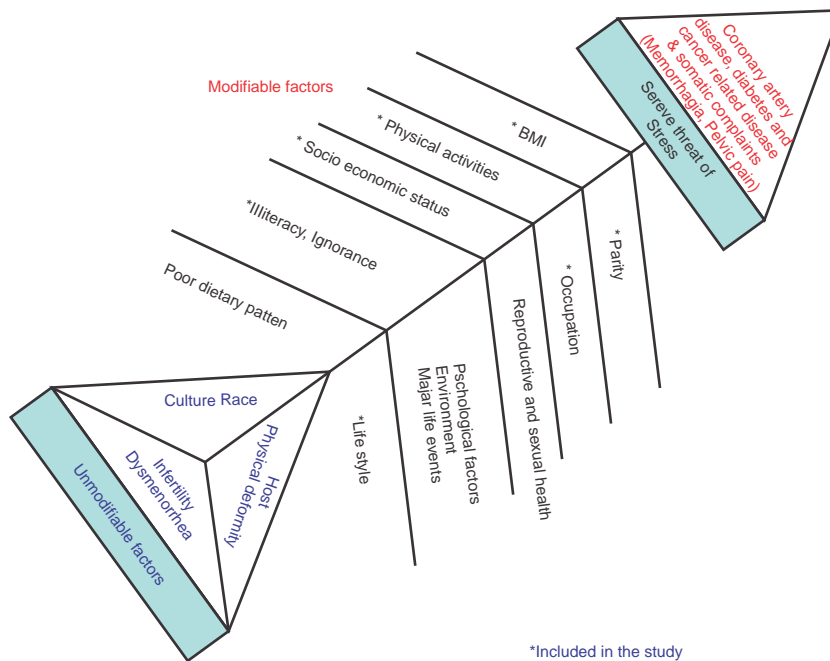 Modifiable factors
Coronary artery
disease, diabetes and
cancer related disease
& somatic complaints
(Memorrhagia, Pelvic pain)
Sereve threat of
Stress
* BMI
* Physical activities
* Socio economic status
*Illiteracy, Ignorance
Poor dietary patten
* Parity
* Occupation
Reproductive and sexual health
Pschological factors
Environment
Majar life events
*Life style
Culture Race
Host
Physical deformity
Infertility
Dysmenorrhea
Unmodifiable factors
*Included in the study